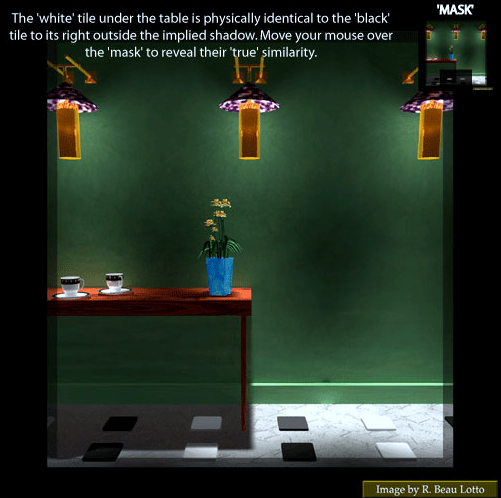 The 'white' tile under the table is physically identical to the 'black'
tile to its right outside the implied shadow. Move your mouse over
the 'mask' to reveal their 'true' similarity.
'MASK'
Image by R. Beau Lotto